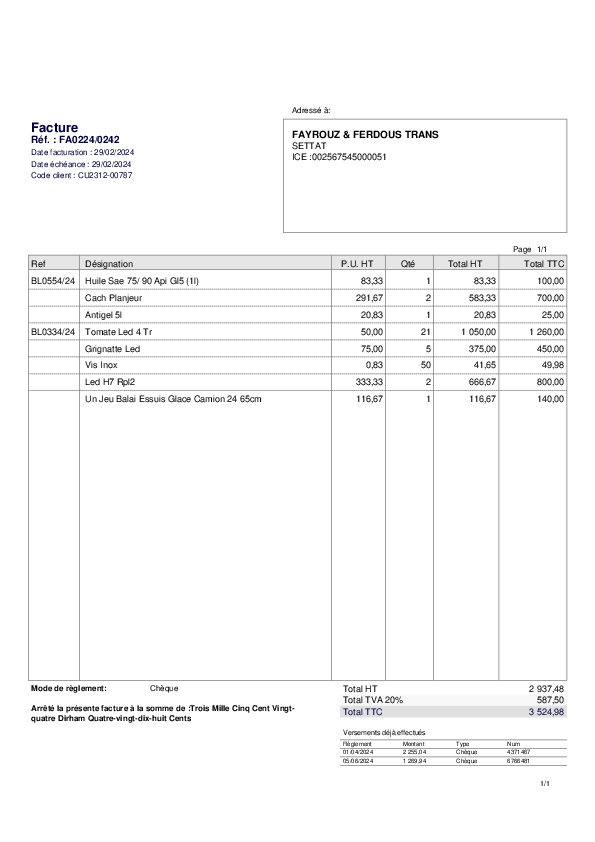 Adressé à:
Facture
Réf. : FA0224/0242
Date facturation : 29/02/2024
Date échéance : 29/02/2024
Code client : CU2312-00787
FAYROUZ & FERDOUS TRANS
SETTAT
ICE :002567545000051
Page 1/1
Ref Désignation P.U. HT Qté Total HT Total TTC
BL0554/24 Huile Sae 75/ 90 Api Gl5 (1l) 83,33 1 83,33 100,00
Cach Planjeur 291,67 2 583,33 700,00
Antigel 5l 20,83 1 20,83 25,00
BL0334/24 Tomate Led 4 Tr 50,00 21 1 050,00 1 260,00
Grignatte Led 75,00 5 375,00 450,00
Vis Inox 0,83 50 41,65 49,98
Led H7 Rpl2 333,33 2 666,67 800,00
Un Jeu Balai Essuis Glace Camion 24 65cm 116,67 1 116,67 140,00
Mode de règlement: Chèque
Arrêté la présente facture à la somme de :Trois Mille Cinq Cent Vingt-
quatre Dirham Quatre-vingt-dix-huit Cents
Total HT 2 937,48
Total TVA 20% 587,50
Total TTC 3 524,98
Versements déjà effectués
Règlement Montant Type Num
01/04/2024 2 255,04 Chèque 4371467
05/06/2024 1 269,94 Chèque 6766481
1/1